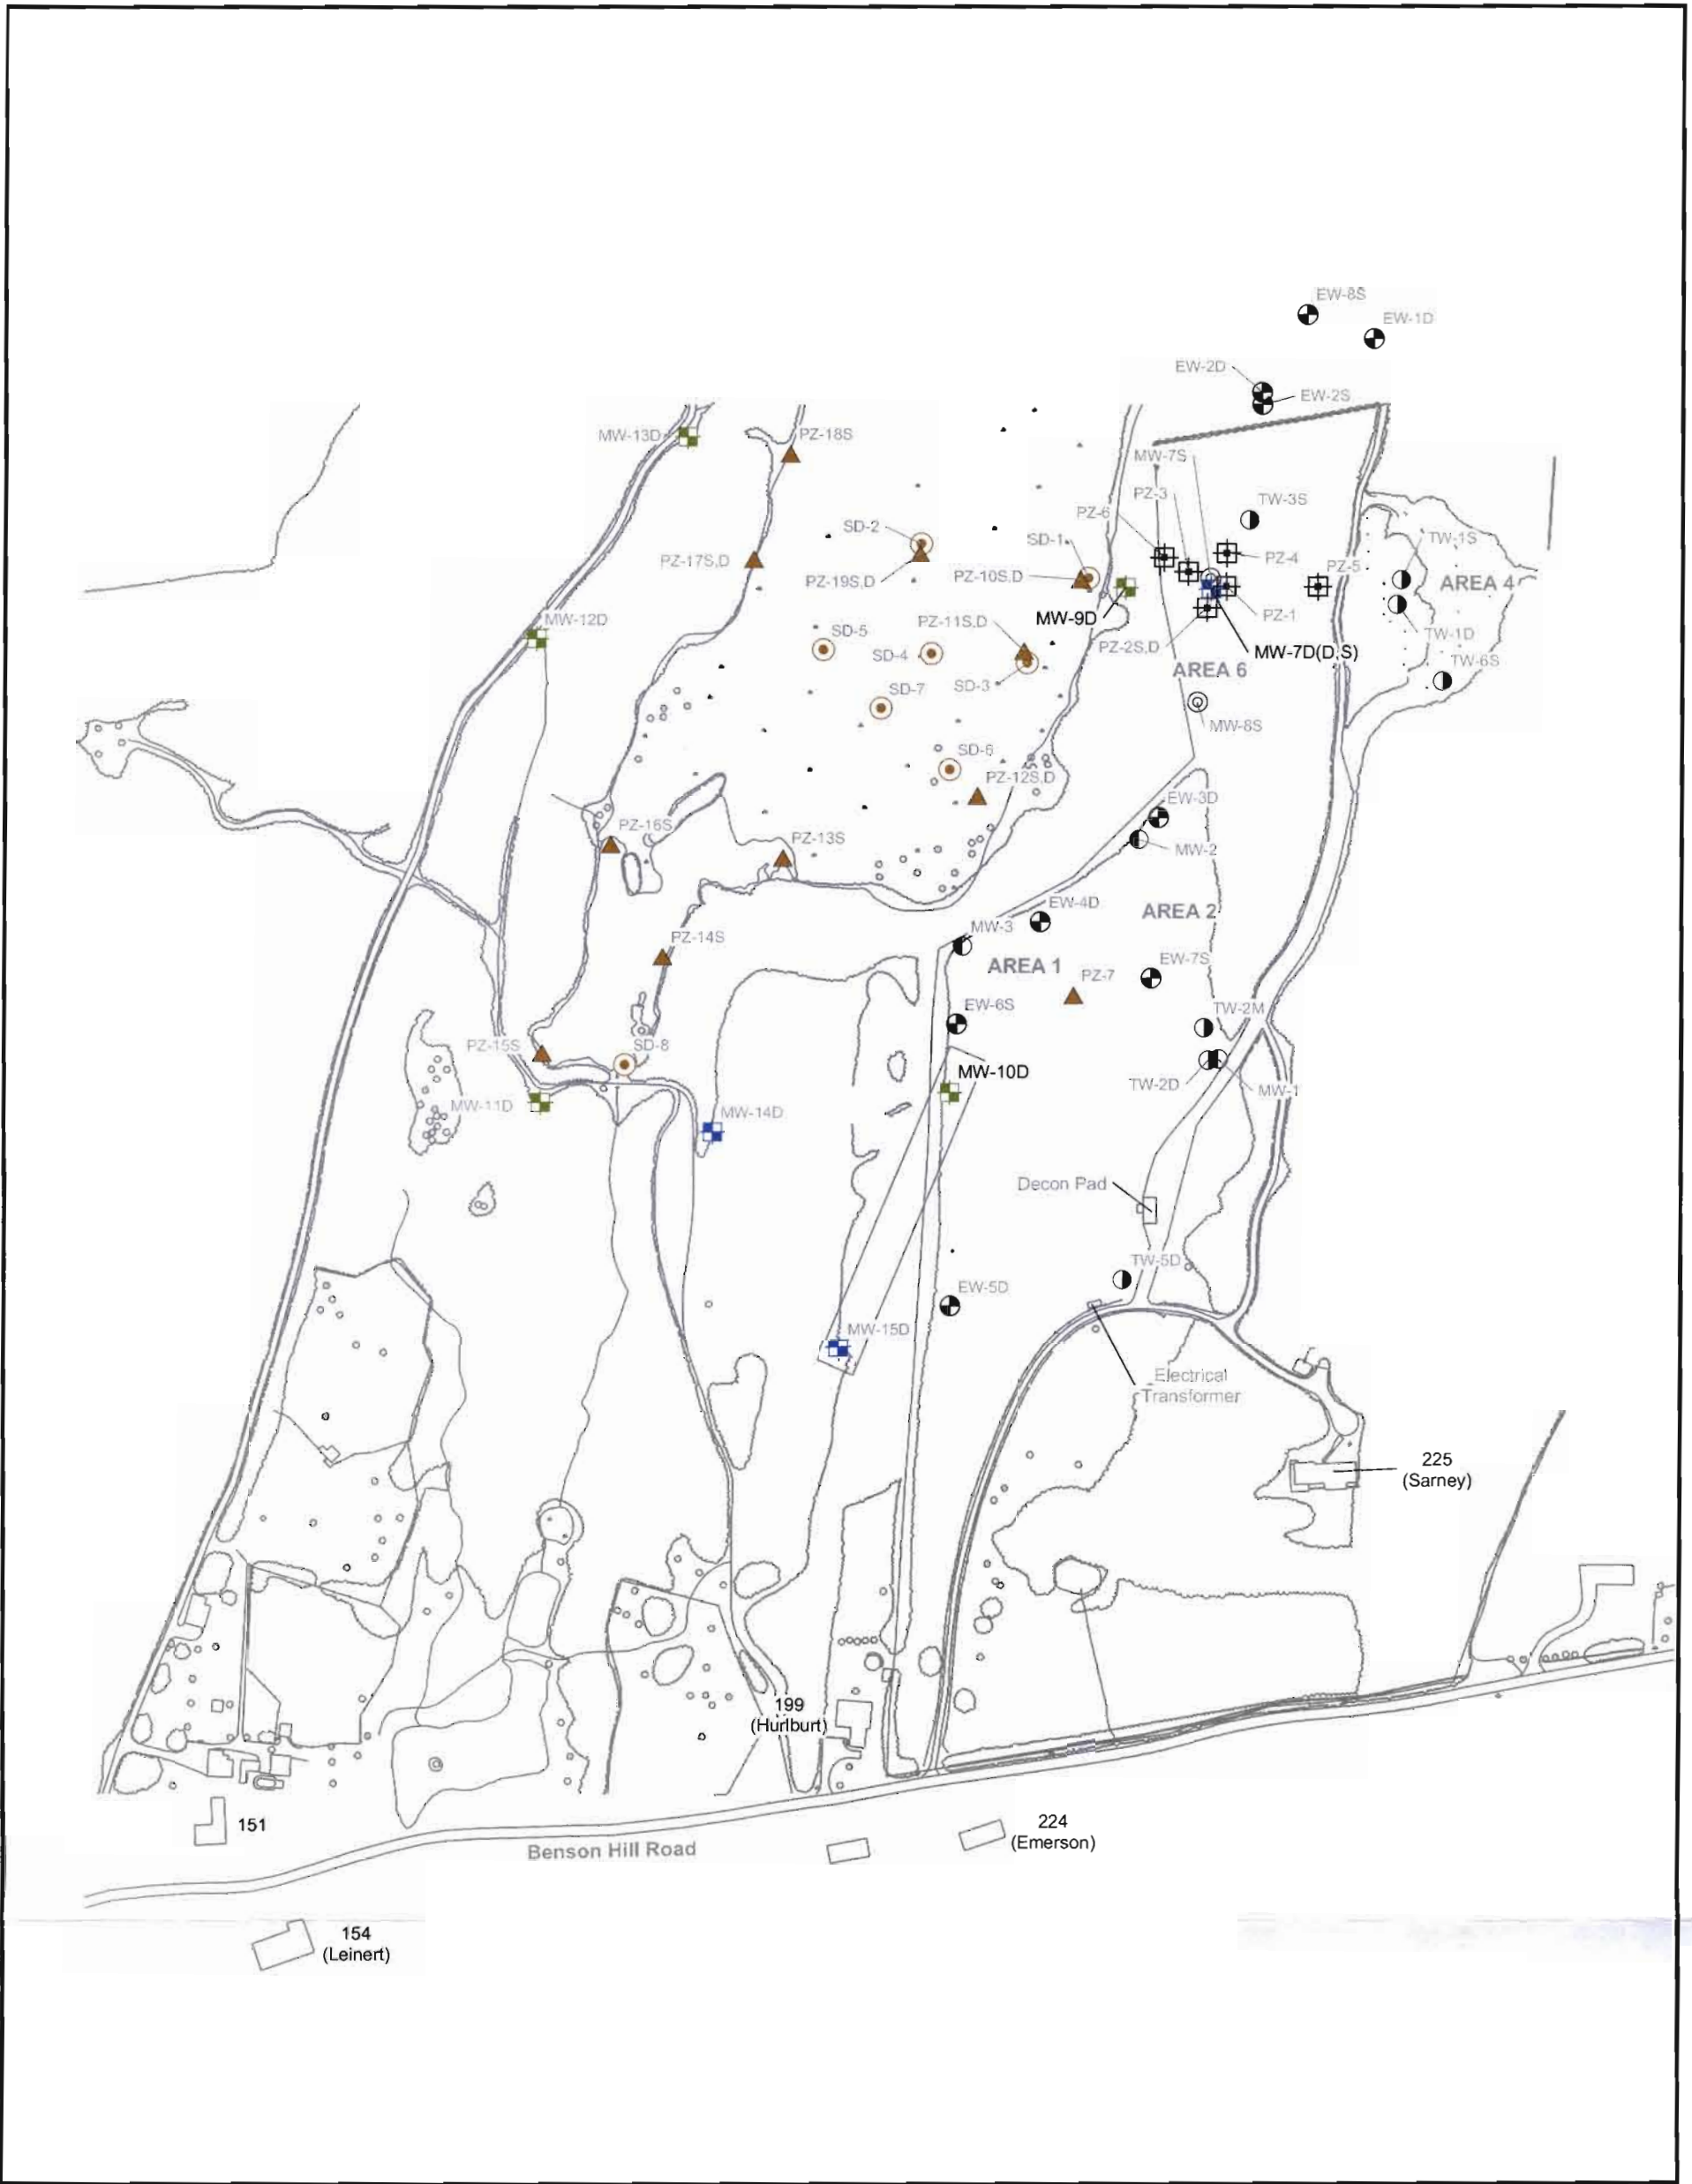 EW-8S
EW-1D
EW-2D
EW-2S
MW-13D
PZ-18S
MW-7S
PZ-3
TW-3S
PZ-6
SD-2
SD-1
TW-1S
PZ-17S,D
PZ-4
PZ-5
PZ-19S,D
PZ-10S,D
AREA 4
MW-12D
MW-9D
PZ-11S,D
PZ-1
SD-5
TW-1D
PZ-2S,D
MW-7D(D,S)
SD-4
TW-6S
AREA 6
SD-3
SD-7
MW-8S
SD-6
PZ-12S,D
EW-3D
PZ-16S
PZ-13S
MW-2
EW-4D
AREA 2
MW-3
PZ-14S
AREA 1
EW-7S
PZ-7
EW-6S
TW-2M
PZ-15S
SD-8
MW-10D
TW-2D
MW-1
MW-11D
MW-14D
Decon Pad
TW-5D
EW-5D
MW-15D
Electrical
Transformer
225
(Sarney)
199
(Hurlburt)
151
224
(Emerson)
Benson Hill Road
154
(Leinert)